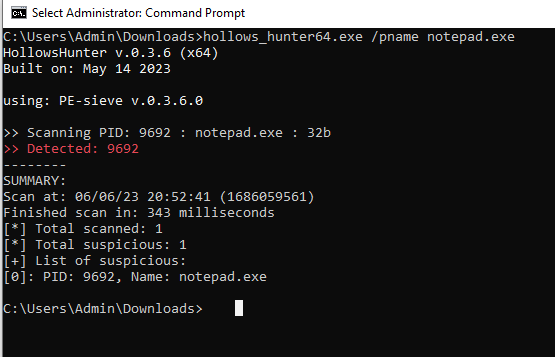 Select Administrator: Command Prompt
C:\Users\Admin\Downloads>hollows_hunter64.exe /pname notepad.exe
HollowsHunter v.0.3.6 (x64)
Built on: May 14 2023
using: PE-sieve v.0.3.6.0
>> Scanning PID: 9692 : notepad.exe : 32b
>> Detected: 9692
--------
SUMMARY:
Scan at: 06/06/23 20:52:41 (1686059561)
Finished scan in: 343 milliseconds
[*] Total scanned: 1
[*] Total suspicious: 1
[+] List of suspicious:
[0]: PID: 9692, Name: notepad.exe
C:\Users\Admin\Downloads>